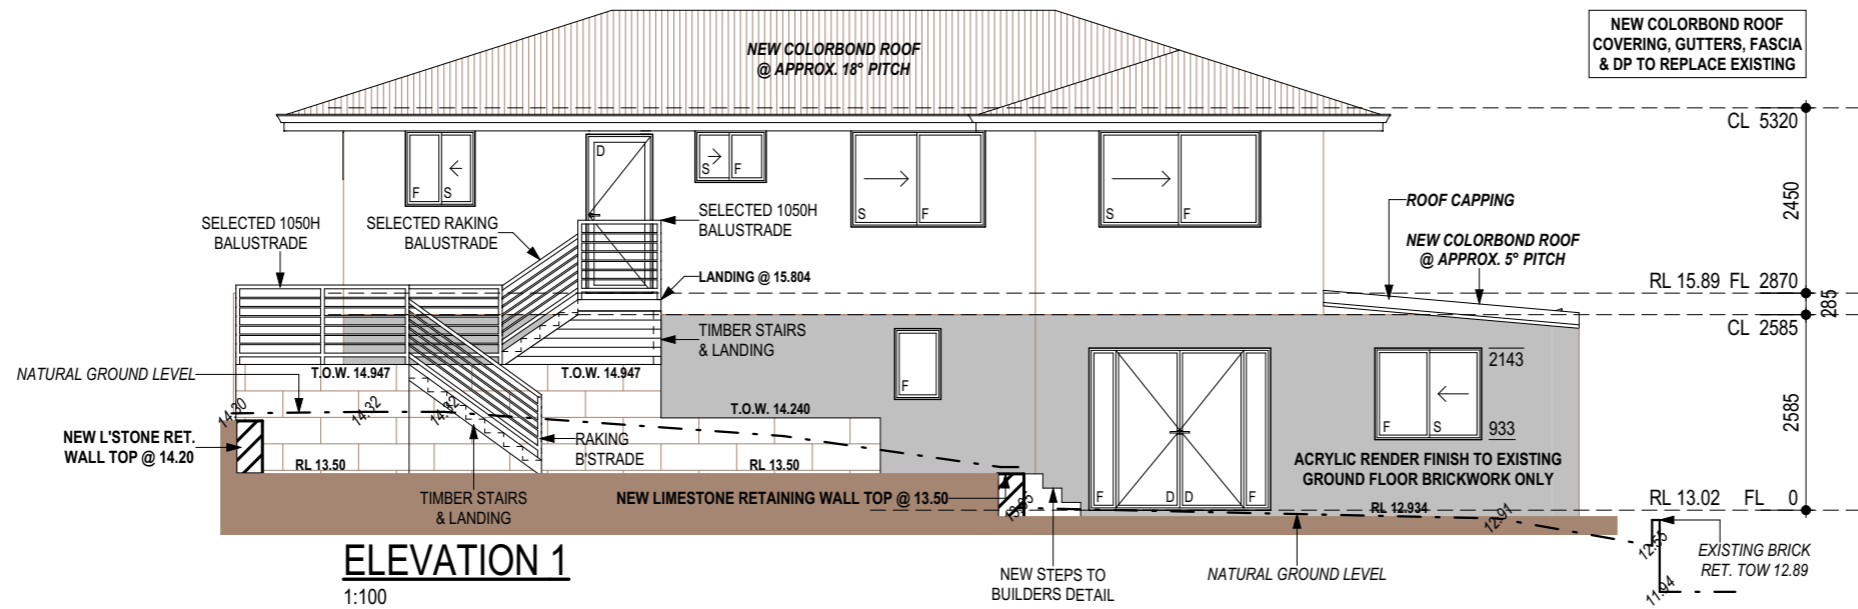 NEW COLORBOND ROOF
@ APPROX. 18° PITCH
NEW COLORBOND ROOF
COVERING, GUTTERS, FASCIA
& DP TO REPLACE EXISTING
CL 5320
2450
D
S
F
F
S
S
F
S
F
SELECTED 1050H
BALUSTRADE
SELECTED RAKING
BALUSTRADE
SELECTED 1050H
BALUSTRADE
ROOF CAPPING
NEW COLORBOND ROOF
@ APPROX. 5° PITCH
LANDING @ 15.804
RL 15.89 FL 2870
285
CL 2585
TIMBER STAIRS
& LANDING
2143
NATURAL GROUND LEVEL
T.O.W. 14.947
T.O.W. 14.947
F
14.30
14.32
14.32
T.O.W. 14.240
2585
F
S
933
NEW L'STONE RET.
WALL TOP @ 14.20
RAKING
B'STRADE
RL 13.50
RL 13.50
ACRYLIC RENDER FINISH TO EXISTING
GROUND FLOOR BRICKWORK ONLY
TIMBER STAIRS
& LANDING
NEW LIMESTONE RETAINING WALL TOP @ 13.50
F
D
D
F
RL 12.934
12.91
RL 13.02 FL 0
12.55
EXISTING BRICK
RET. TOW 12.89
11.94
ELEVATION 1
1:100
NEW STEPS TO
BUILDERS DETAIL
NATURAL GROUND LEVEL